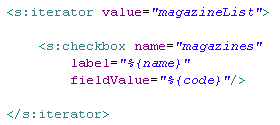 <s:iterator value="magazineList">
<s:checkbox name="magazines"
label="%{name}"
fieldValue="%{code}"/>
</s:iterator>